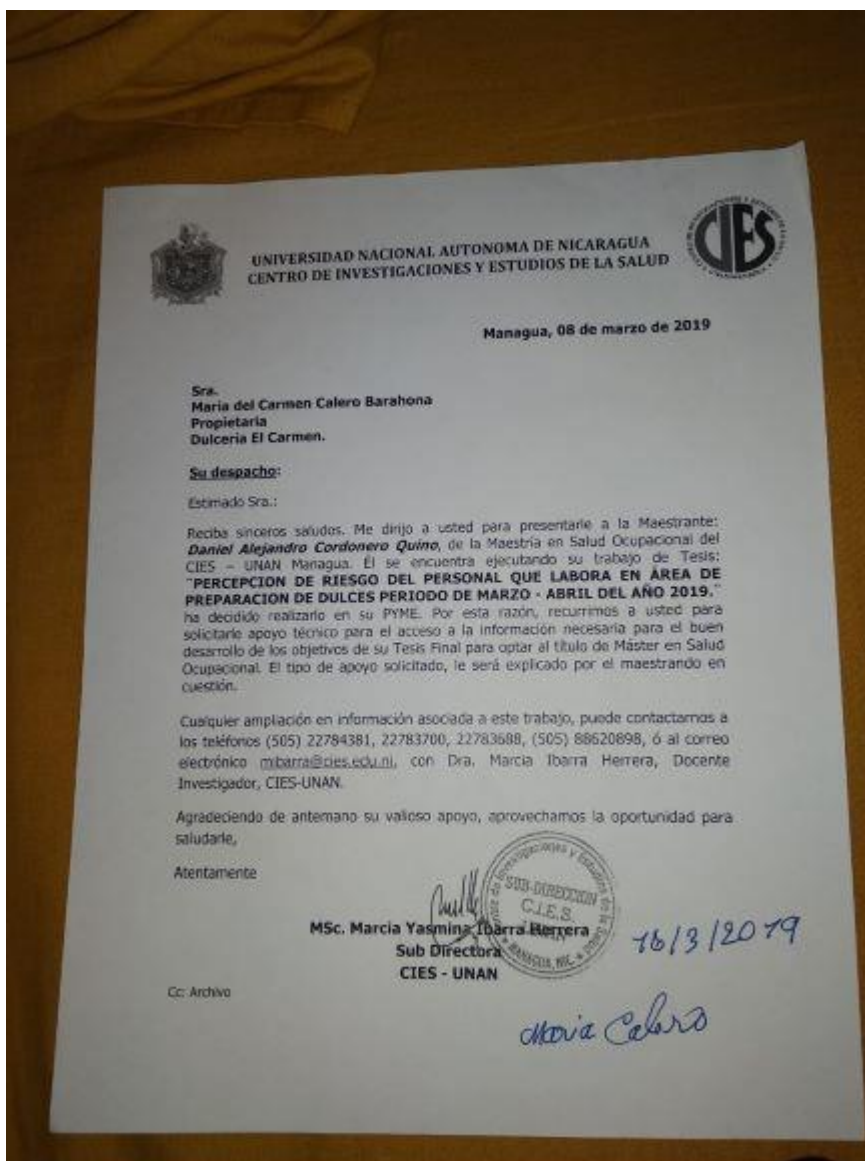 UNIVERSIDAD NACIONAL AUTONOMA DE NICARAGUA
CENTRO DE INVESTIGACIONES Y ESTUDIOS DE LA SALUD
CIES
Managua, 08 de marzo de 2019
Sra.
Maria del Carmen Calero Barahona
Propietaria
Dulceria El Carmen.
Su despacho:
Estimado Sra.:
Reciba sinceros saludos. Me dirijo a usted para presentarle a la Maestrante:
Daniel Alejandro Cordonero Quino, de la Maestría en Salud Ocupacional del
CIES – UNAN Managua. Él se encuentra ejecutando su trabajo de Tesis:
"PERCEPCION DE RIESGO DEL PERSONAL QUE LABORA EN ÁREA DE
PREPARACION DE DULCES PERIODO DE MARZO - ABRIL DEL AÑO 2019."
ha decidido realizarlo en su PYME. Por esta razón, recurrimos a usted para
solicitarle apoyo técnico para el acceso a la información necesaria para el buen
desarrollo de los objetivos de su Tesis Final para optar al título de Máster en Salud
Ocupacional. El tipo de apoyo solicitado, le será explicado por el maestrando en
cuestión.
Cualquier ampliación en información asociada a este trabajo, puede contactarnos a
los teléfonos (505) 22784381, 22783700, 22783688, (505) 88620898, ó al correo
electrónico mibarra@cies.edu.ni, con Dra. Marcia Ibarra Herrera, Docente
Investigador, CIES-UNAN.
Agradeciendo de antemano su valioso apoyo, aprovechamos la oportunidad para
saludarle,
Atentamente
Investigaciones y Estudios de la Salud
SUB-DIRECCION
C.I.E.S.
UNAN
MANAGUA, NIC.
MSc. Marcia Yasmina Ibarra Herrera
Sub Directora
CIES - UNAN
16/3/2019
Cc: Archivo
Maria Calero